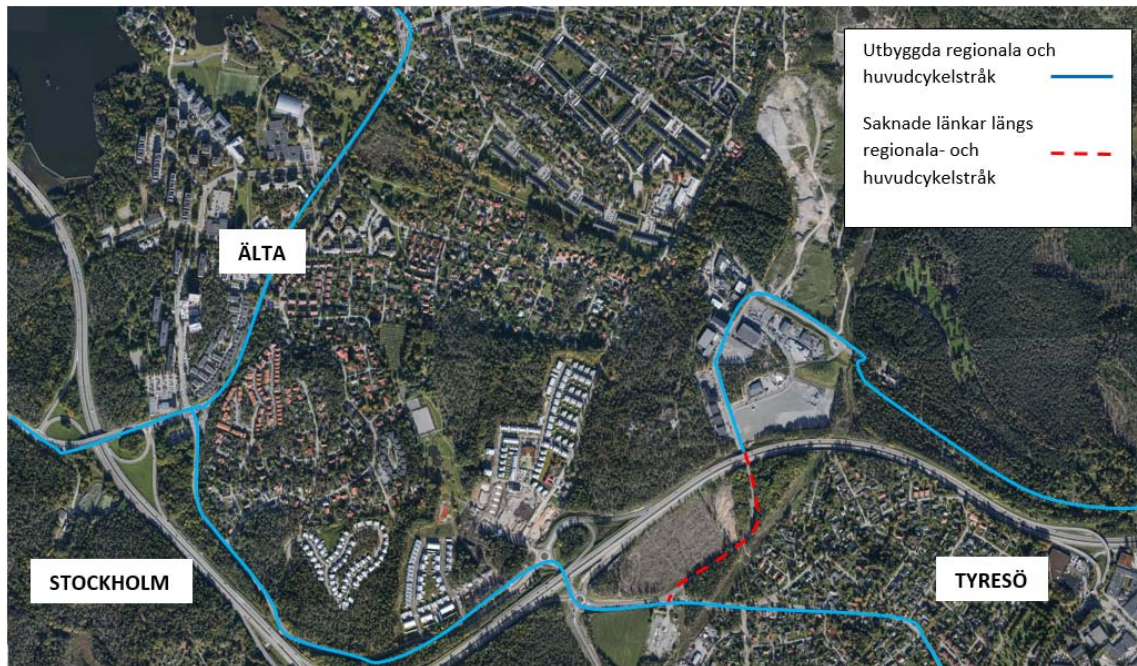 Utbyggda regionala och
huvudcykelstråk
Saknade länkar längs
regionala- och
huvudcykelstråk
ÄLTA
STOCKHOLM
TYRESÖ